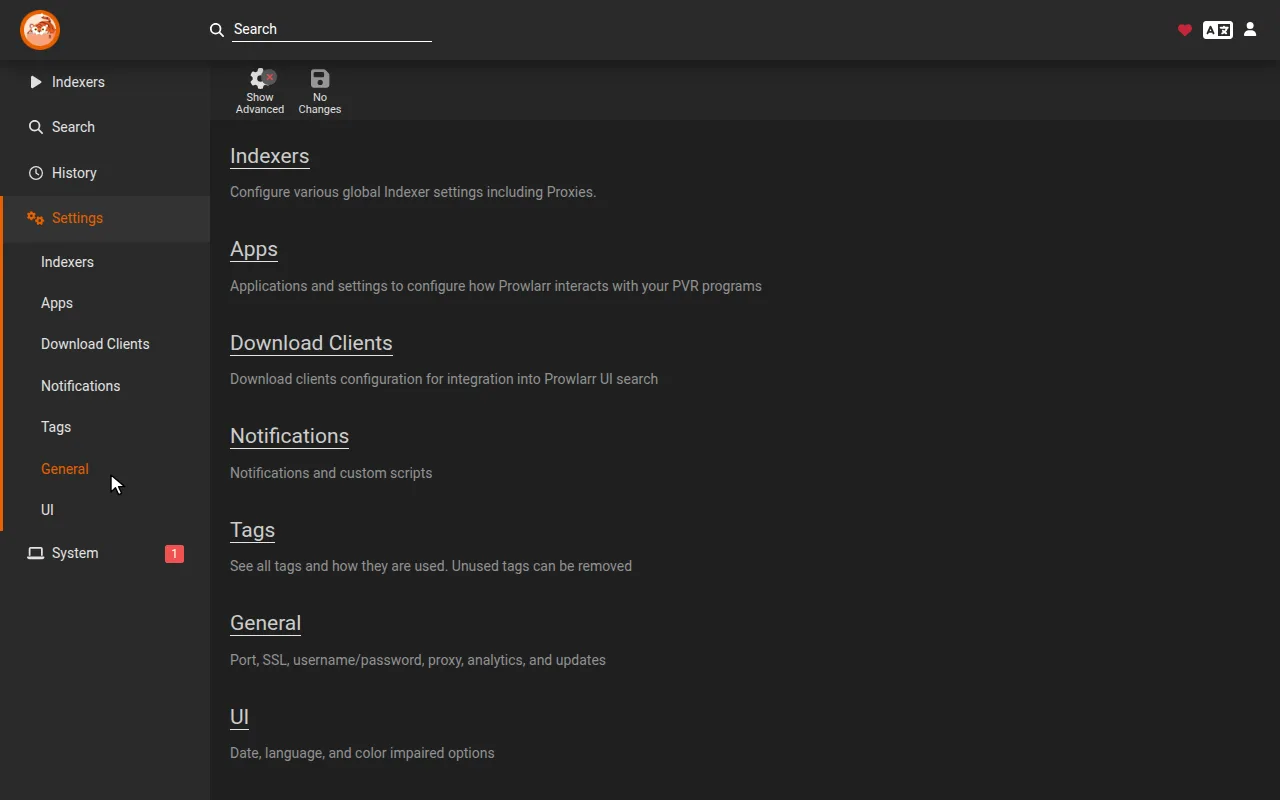 Search
Indexers
Search
History
Settings
Indexers
Apps
Download Clients
Notifications
Tags
General
UI
System
1
Show
Advanced
No
Changes
Indexers
Configure various global Indexer settings including Proxies.
Apps
Applications and settings to configure how Prowlarr interacts with your PVR programs
Download Clients
Download clients configuration for integration into Prowlarr UI search
Notifications
Notifications and custom scripts
Tags
See all tags and how they are used. Unused tags can be removed
General
Port, SSL, username/password, proxy, analytics, and updates
UI
Date, language, and color impaired options